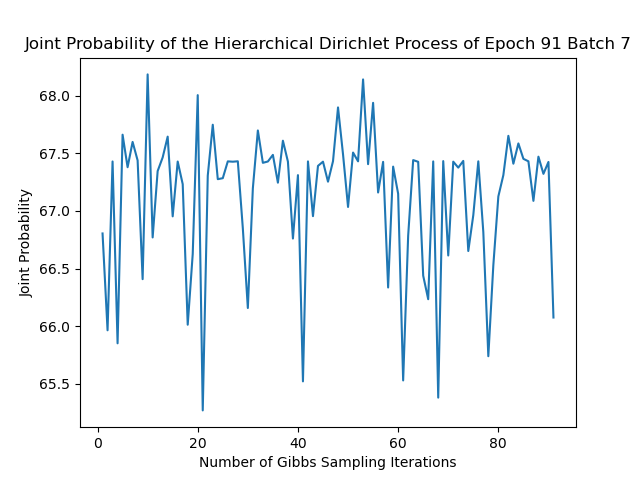 Joint Probability of the Hierarchical Dirichlet Process of Epoch 91 Batch 7
68.0
67.5
67.0
66.5
66.0
65.5
Joint Probability
0 20 40 60 80
Number of Gibbs Sampling Iterations